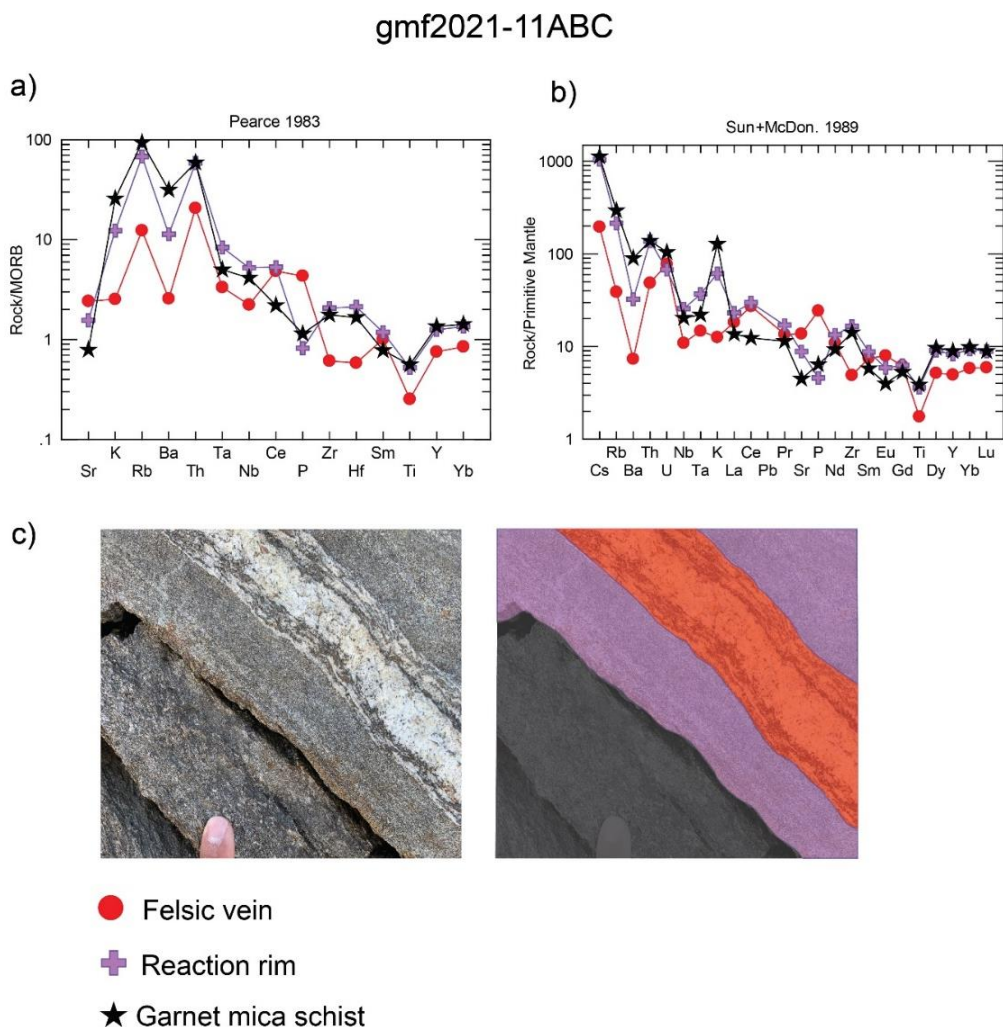 gmf2021-11ABC
a)
Pearce 1983
Rock/MORB
100
10
1
.1
K Rb Ba Th Ta Nb Ce P Zr Hf Sm Ti Y Yb
Sr
b)
Sun+McDon. 1989
Rock/Primitive Mantle
1000
100
10
1
Rb Th Nb K Ce Pr P Zr Eu Ti Y Lu
Cs Ba U Ta La Pb Sr Nd Sm Gd Dy Yb
c)
Felsic vein
Reaction rim
Garnet mica schist